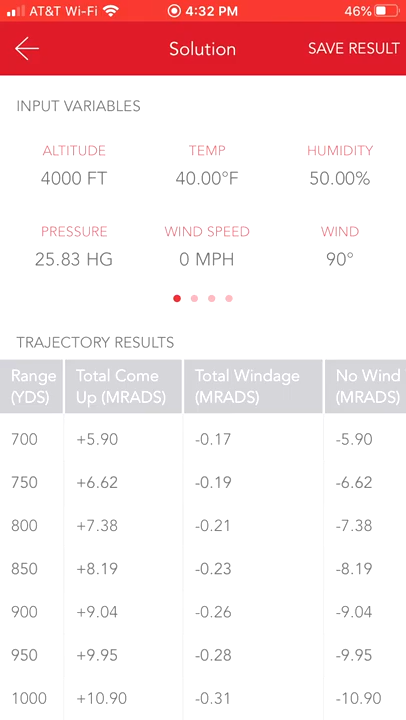 AT&T Wi-Fi 4:32 PM 46%
Solution SAVE RESULT
INPUT VARIABLES
ALTITUDE TEMP HUMIDITY
4000 FT 40.00°F 50.00%
PRESSURE WIND SPEED WIND
25.83 HG 0 MPH 90°
TRAJECTORY RESULTS
Range Total Come Total Windage No Wind
(YDS) Up (MRADS) (MRADS) (MRADS)
700 +5.90 -0.17 -5.90
750 +6.62 -0.19 -6.62
800 +7.38 -0.21 -7.38
850 +8.19 -0.23 -8.19
900 +9.04 -0.26 -9.04
950 +9.95 -0.28 -9.95
1000 +10.90 -0.31 -10.90